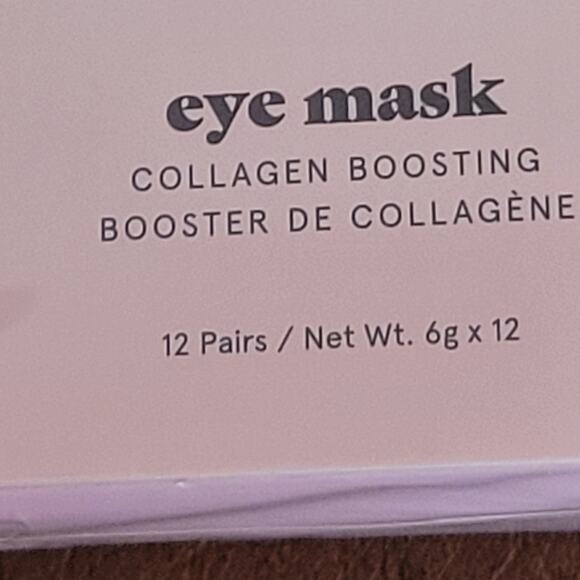 eye mask
COLLAGEN BOOSTING
BOOSTER DE COLLAGÈNE
12 Pairs / Net Wt. 6g x 12